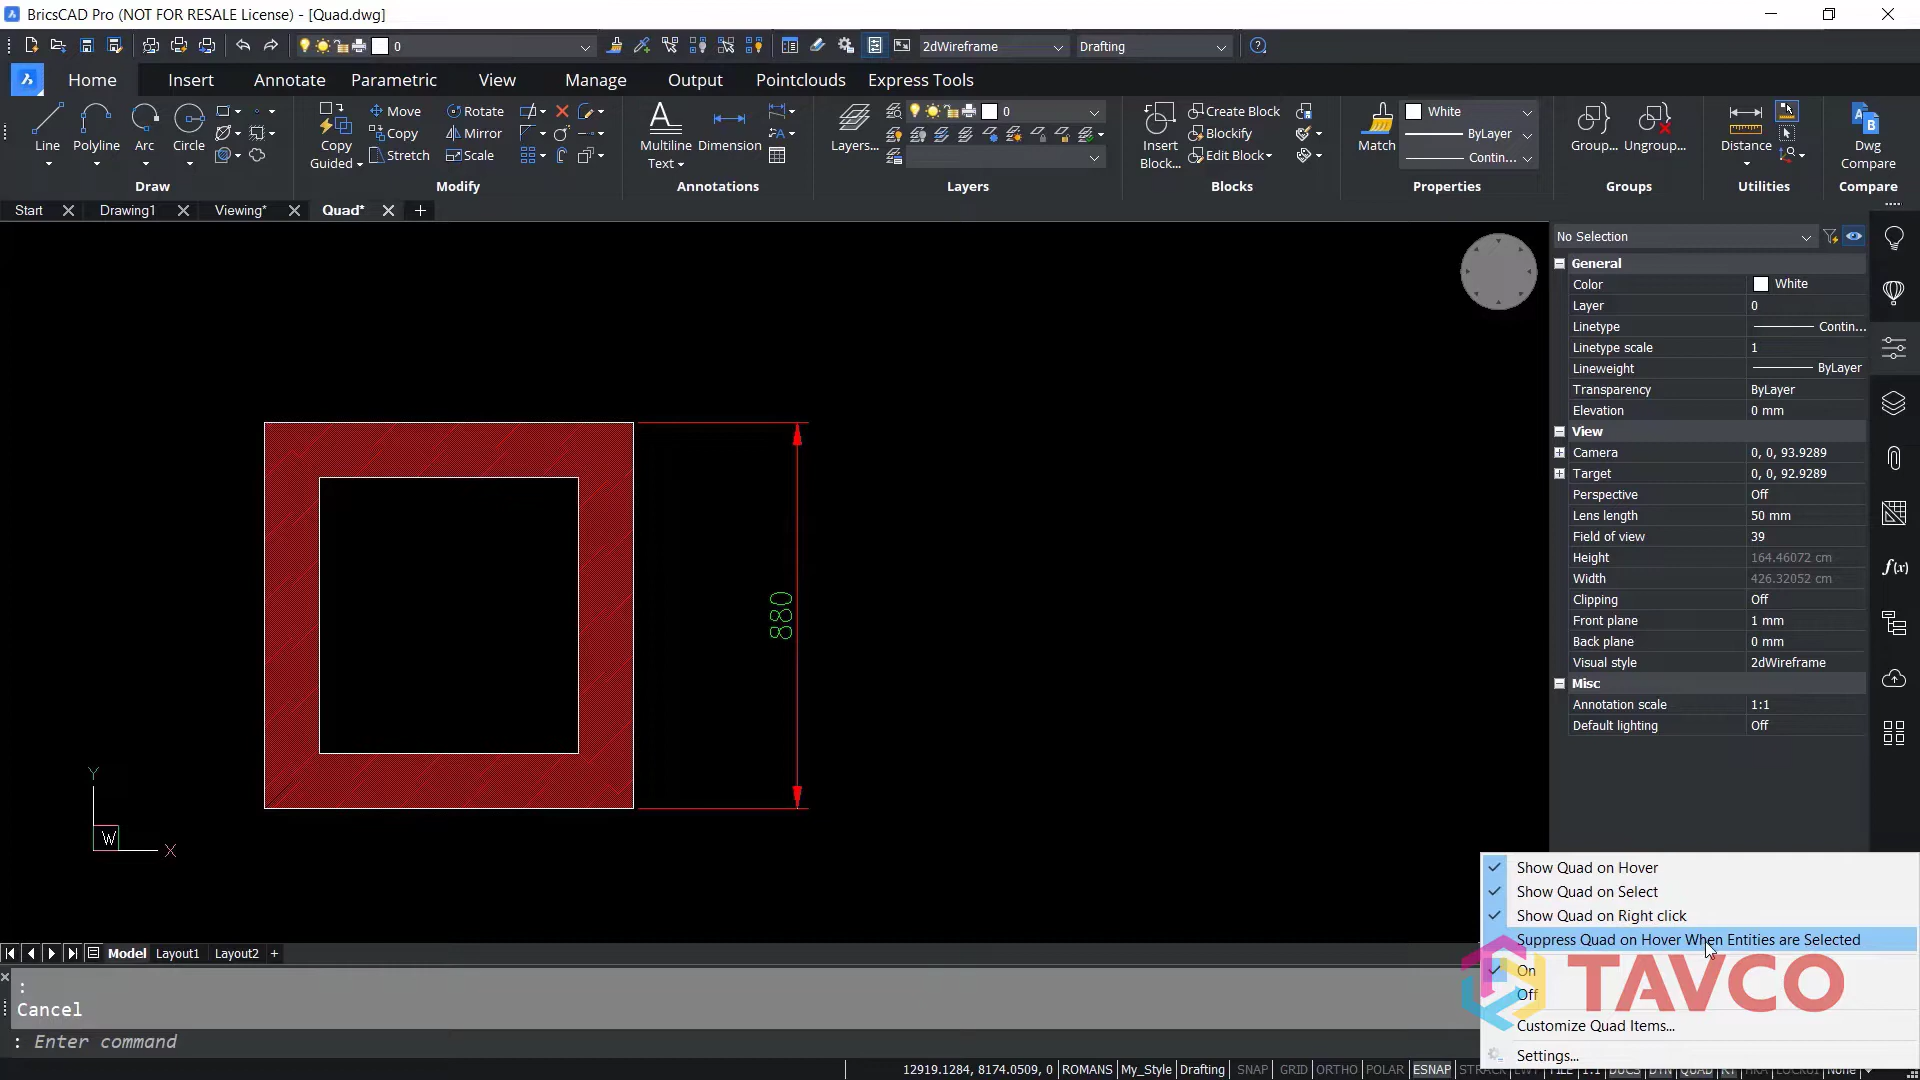 BricsCAD Pro (NOT FOR RESALE License) - [Quad.dwg]
0
2dWireframe
Drafting
Home
Insert
Annotate
Parametric
View
Manage
Output
Pointclouds
Express Tools
Line
Polyline
Arc
Circle
Draw
Copy
Guided
Move
Copy
Stretch
Rotate
Mirror
Scale
Modify
Multiline
Text
Dimension
Annotations
Layers...
0
Layers
Insert
Block...
Create Block
Blockify
Edit Block
Blocks
Match
White
ByLayer
Contin...
Properties
Group...
Ungroup...
Groups
Distance
Utilities
Dwg
Compare
Compare
Start
Drawing1
Viewing*
Quad*
No Selection
General
Color White
Layer 0
Linetype Contin...
Linetype scale 1
Lineweight ByLayer
Transparency ByLayer
Elevation 0 mm
View
Camera 0, 0, 93.9289
Target 0, 0, 92.9289
Perspective Off
Lens length 50 mm
Field of view 39
Height 164.46072 cm
Width 426.32052 cm
Clipping Off
Front plane 1 mm
Back plane 0 mm
Visual style 2dWireframe
Misc
Annotation scale 1:1
Default lighting Off
f(x)
880
Y
W
X
Show Quad on Hover
Show Quad on Select
Show Quad on Right click
Suppress Quad on Hover When Entities are Selected
On
Off
Customize Quad Items...
Settings...
TAVCO
Model
Layout1
Layout2
:
Cancel
: Enter command
12919.1284, 8174.0509, 0
ROMANS
My_Style
Drafting
SNAP
GRID
ORTHO
POLAR
ESNAP